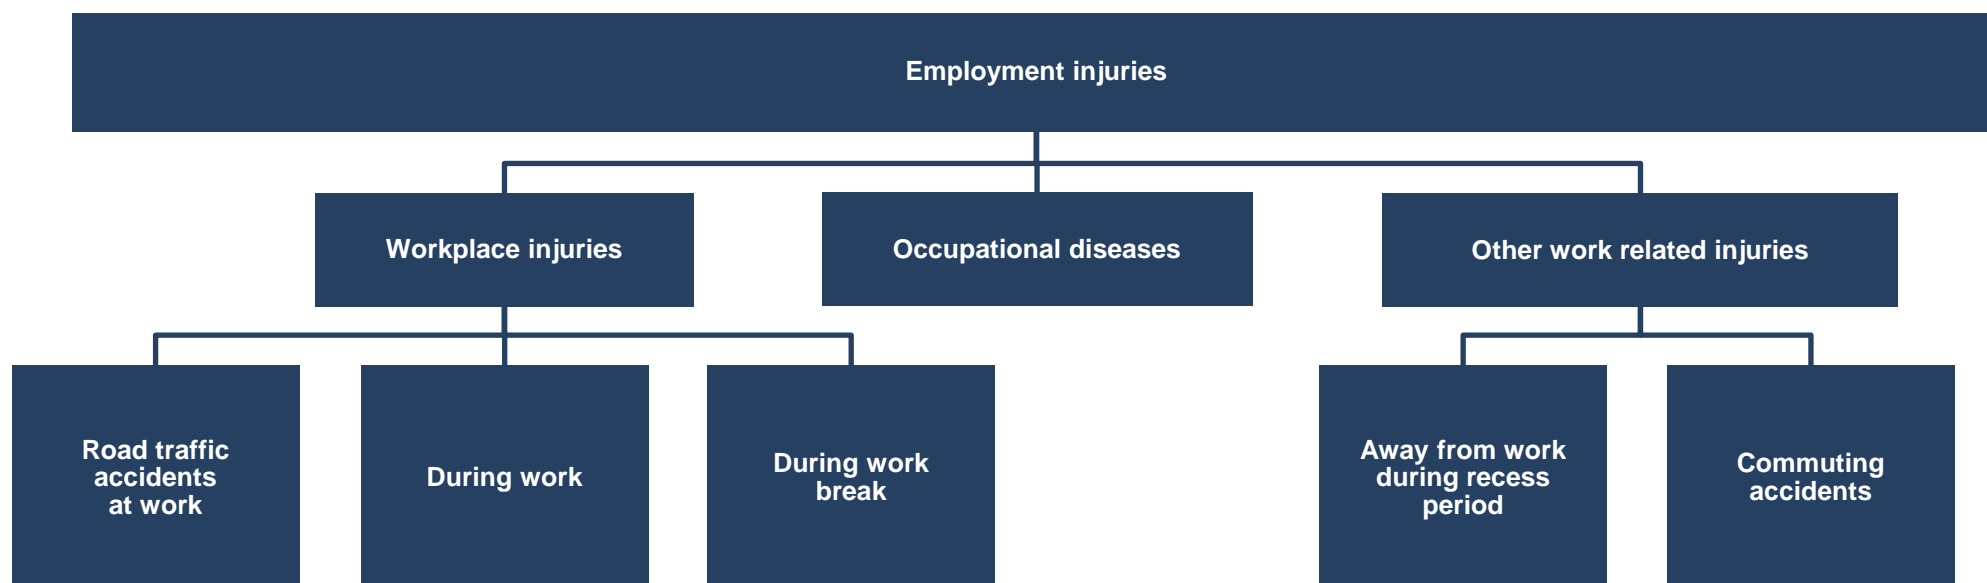 Employment injuries
Workplace injuries
Occupational diseases
Other work related injuries
Road traffic
accidents
at work
During work
During work
break
Away from work
during recess
period
Commuting
accidents